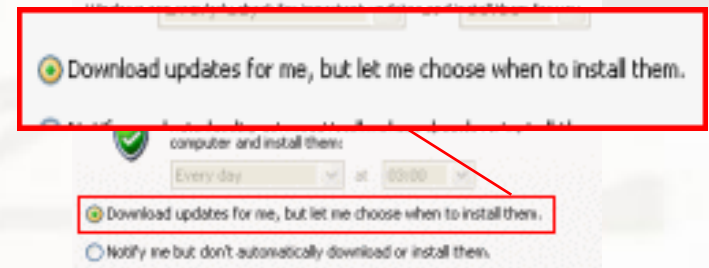 Download updates for me, but let me choose when to install them.
computer and install them:
Every day at 03:00
Download updates for me, but let me choose when to install them.
Notify me but don't automatically download or install them.